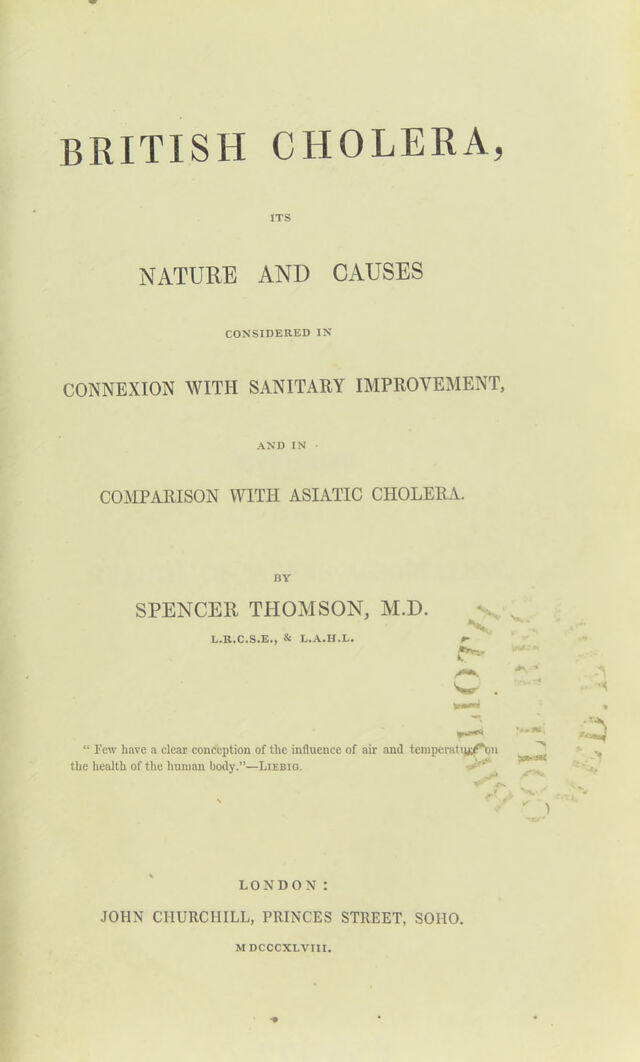 BRITISH CHOLERA,
ITS
NATURE AND CAUSES
CONSIDERED IN
CONNEXION WITH SANITARY IMPROVEMENT,
AND IN
COMPARISON WITH ASIATIC CHOLERA.
BY
SPENCER THOMSON, M.D.
L.R.C.S.E., & L.A.H.L.
“ Few have a clear conception of the influence of air and temperature on
the health of the human body.”—LIEBIG.
LONDON:
JOHN CHURCHILL, PRINCES STREET, SOHO.
MDCCCXLVIII.